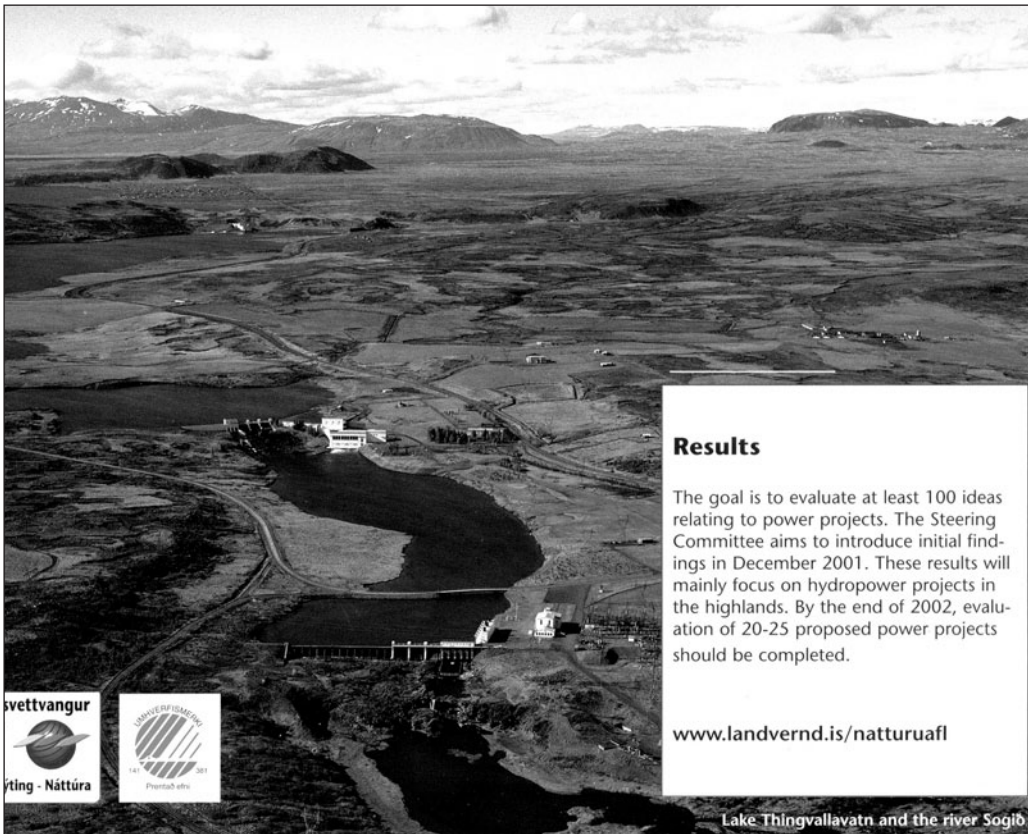 Results
The goal is to evaluate at least 100 ideas
relating to power projects. The Steering
Committee aims to introduce initial find-
ings in December 2001. These results will
mainly focus on hydropower projects in
the highlands. By the end of 2002, evalu-
ation of 20-25 proposed power projects
should be completed.
www.landvernd.is/natturuafl
svettvangur
ýting - Náttúra
UMHVERFISMERKI
141 381
Prentað efni
Lake Thingvallavatn and the river Sogið